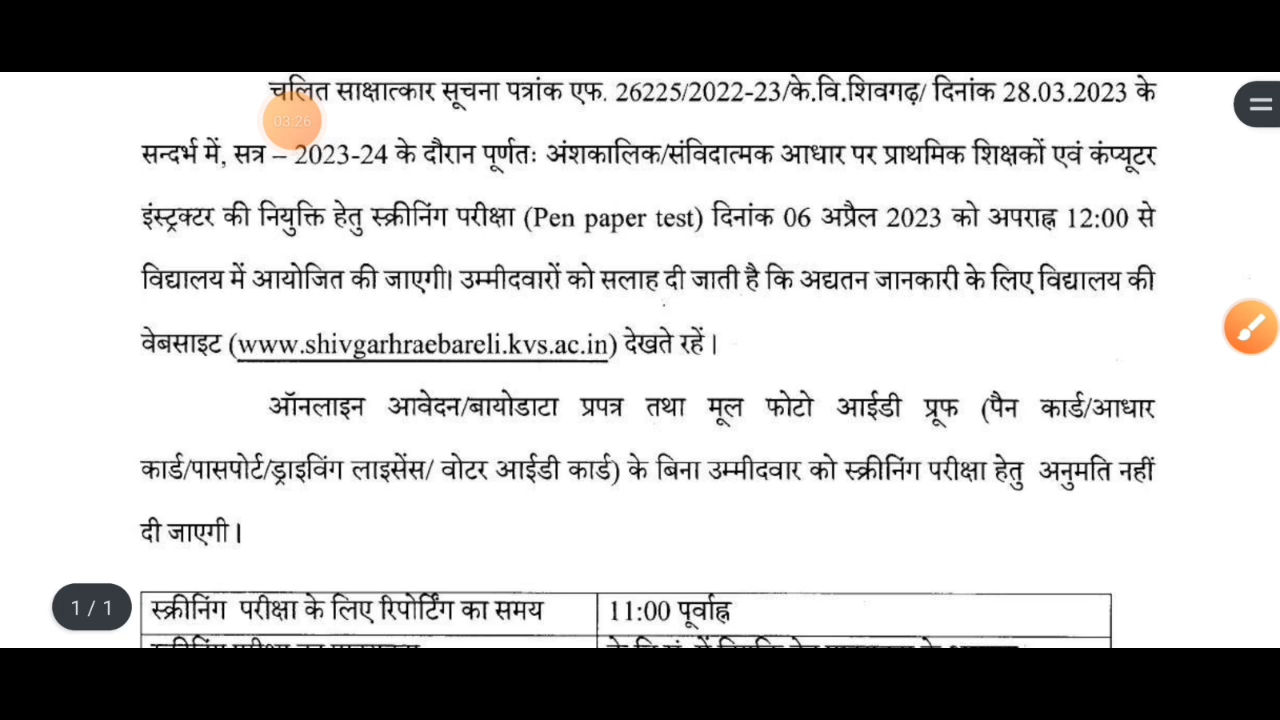 चलित साक्षात्कार सूचना पत्रांक एफ. 26225/2022-23/के.वि.शिवगढ़/ दिनांक 28.03.2023 के
03:26
सन्दर्भ में, सत्र – 2023-24 के दौरान पूर्णतः अंशकालिक/संविदात्मक आधार पर प्राथमिक शिक्षकों एवं कंप्यूटर
इंस्ट्रक्टर की नियुक्ति हेतु स्क्रीनिंग परीक्षा (Pen paper test) दिनांक 06 अप्रैल 2023 को अपराह्न 12:00 से
विद्यालय में आयोजित की जाएगी। उम्मीदवारों को सलाह दी जाती है कि अद्यतन जानकारी के लिए विद्यालय की
वेबसाइट (www.shivgarhraebareli.kvs.ac.in) देखते रहें।
ऑनलाइन आवेदन/बायोडाटा प्रपत्र तथा मूल फोटो आईडी प्रूफ (पैन कार्ड/आधार
कार्ड/पासपोर्ट/ड्राइविंग लाइसेंस/ वोटर आईडी कार्ड) के बिना उम्मीदवार को स्क्रीनिंग परीक्षा हेतु अनुमति नहीं
दी जाएगी।
1 / 1
स्क्रीनिंग परीक्षा के लिए रिपोर्टिंग का समय 11:00 पूर्वाह्न